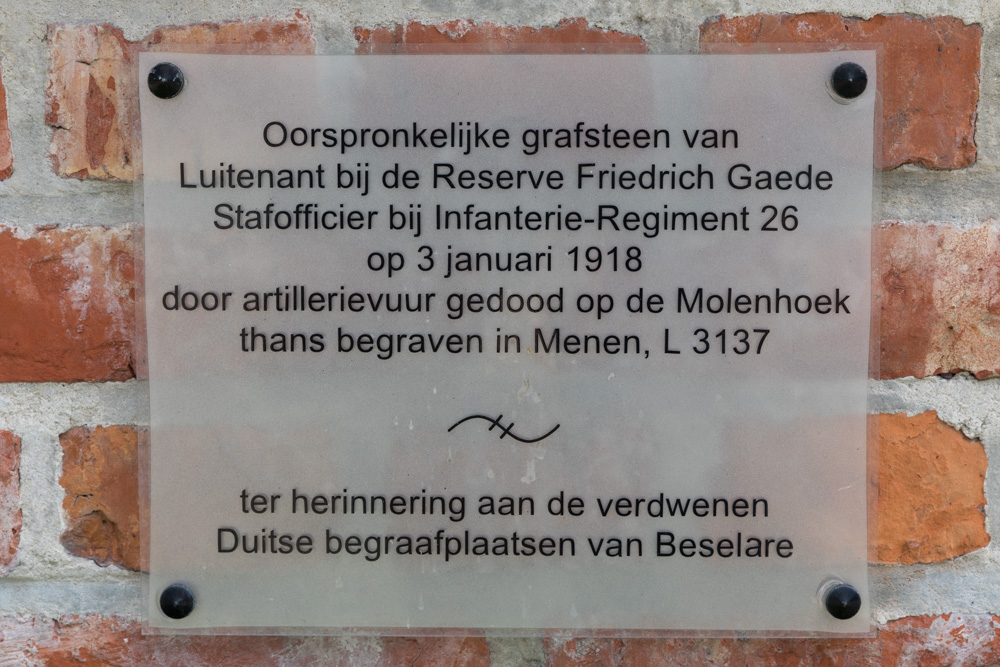 Oorspronkelijke grafsteen van
Luitenant bij de Reserve Friedrich Gaede
Stafofficier bij Infanterie-Regiment 26
op 3 januari 1918
door artillerievuur gedood op de Molenhoek
thans begraven in Menen, L 3137
ter herinnering aan de verdwenen
Duitse begraafplaatsen van Beselare